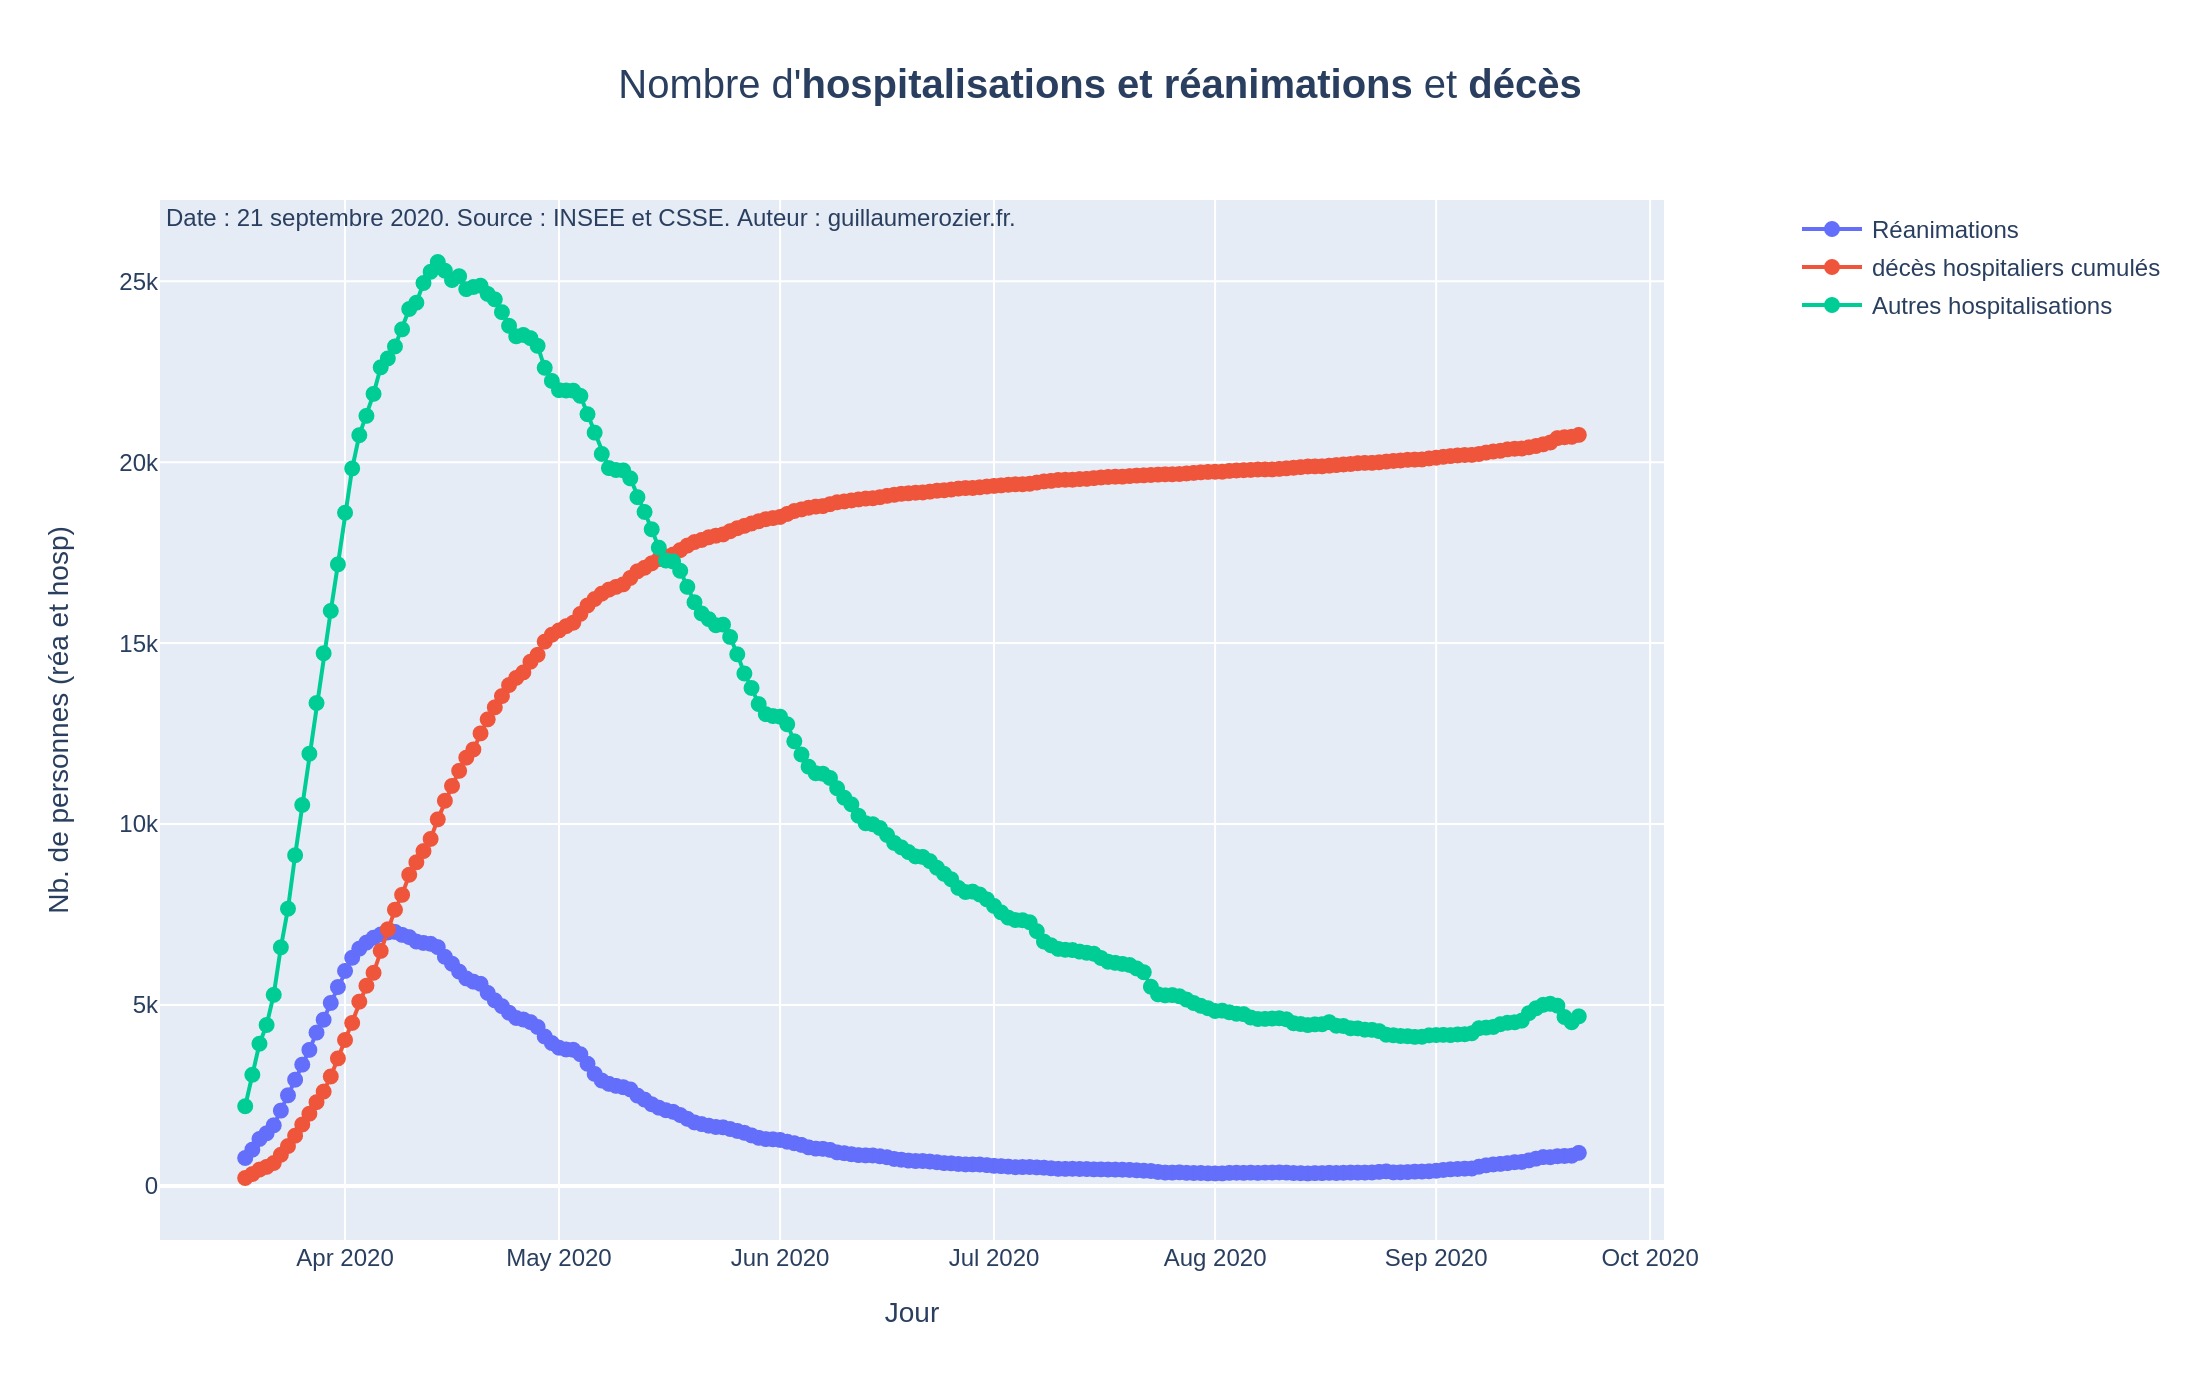 Nombre d'hospitalisations et réanimations et décès
Date : 21 septembre 2020. Source : INSEE et CSSE. Auteur : guillaumerozier.fr.
Réanimations
décès hospitaliers cumulés
Autres hospitalisations
Nb. de personnes (réa et hosp)
25k
20k
15k
10k
5k
0
Apr 2020
May 2020
Jun 2020
Jul 2020
Aug 2020
Sep 2020
Oct 2020
Jour